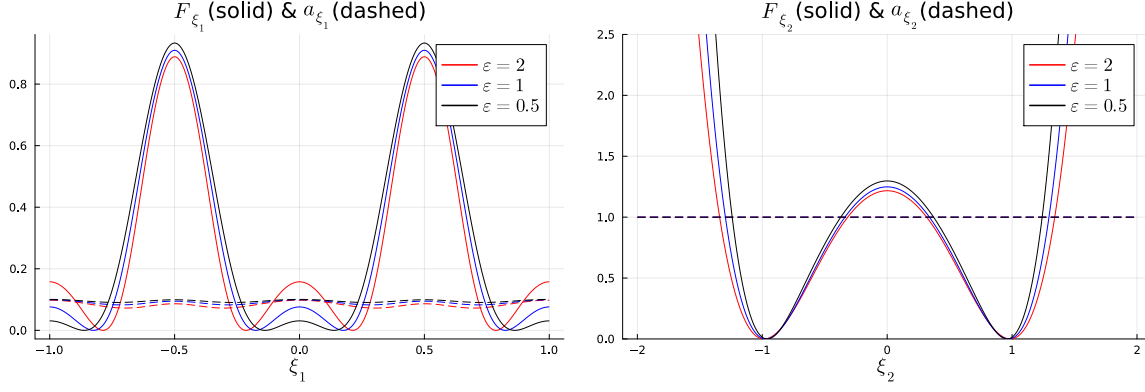 F_{ξ_1} (solid) & a_{ξ_1} (dashed)
0.8
0.6
0.4
0.2
0.0
−1.0 −0.5 0.0 0.5 1.0
ξ_1
ε = 2
ε = 1
ε = 0.5
F_{ξ_2} (solid) & a_{ξ_2} (dashed)
2.5
2.0
1.5
1.0
0.5
0.0
−2 −1 0 1 2
ξ_2
ε = 2
ε = 1
ε = 0.5